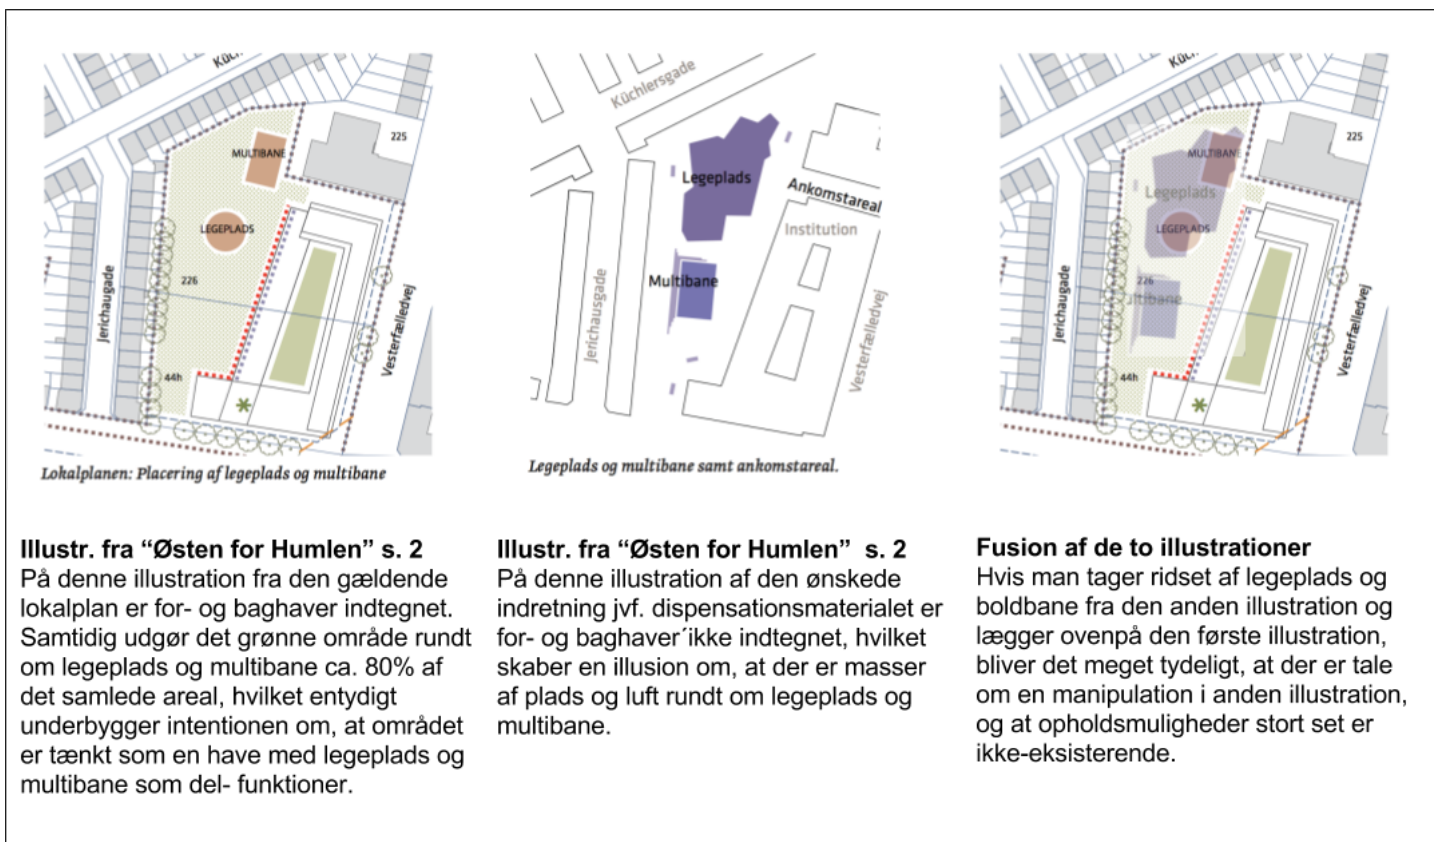 Küch
225
MULTIBANE
LEGEPLADS
226
Jerichaugade
44h
Vesterfælledvej
Lokalplanen: Placering af legeplads og multibane
Küchlersgade
Legeplads
Ankomstareal
Institution
Multibane
Jerichausgade
Vesterfælledvej
Legeplads og multibane samt ankomstareal.
Küch
225
MULTIBANE
Legeplads
LEGEPLADS
226
ultibane
Jerichaugade
44h
Vesterfælledvej
Illustr. fra “Østen for Humlen” s. 2
På denne illustration fra den gældende
lokalplan er for- og baghaver indtegnet.
Samtidig udgør det grønne område rundt
om legeplads og multibane ca. 80% af
det samlede areal, hvilket entydigt
underbygger intentionen om, at området
er tænkt som en have med legeplads og
multibane som del- funktioner.
Illustr. fra “Østen for Humlen” s. 2
På denne illustration af den ønskede
indretning jvf. dispensationsmaterialet er
for- og baghaver´ikke indtegnet, hvilket
skaber en illusion om, at der er masser
af plads og luft rundt om legeplads og
multibane.
Fusion af de to illustrationer
Hvis man tager ridset af legeplads og
boldbane fra den anden illustration og
lægger ovenpå den første illustration,
bliver det meget tydeligt, at der er tale
om en manipulation i anden illustration,
og at opholdsmuligheder stort set er
ikke-eksisterende.